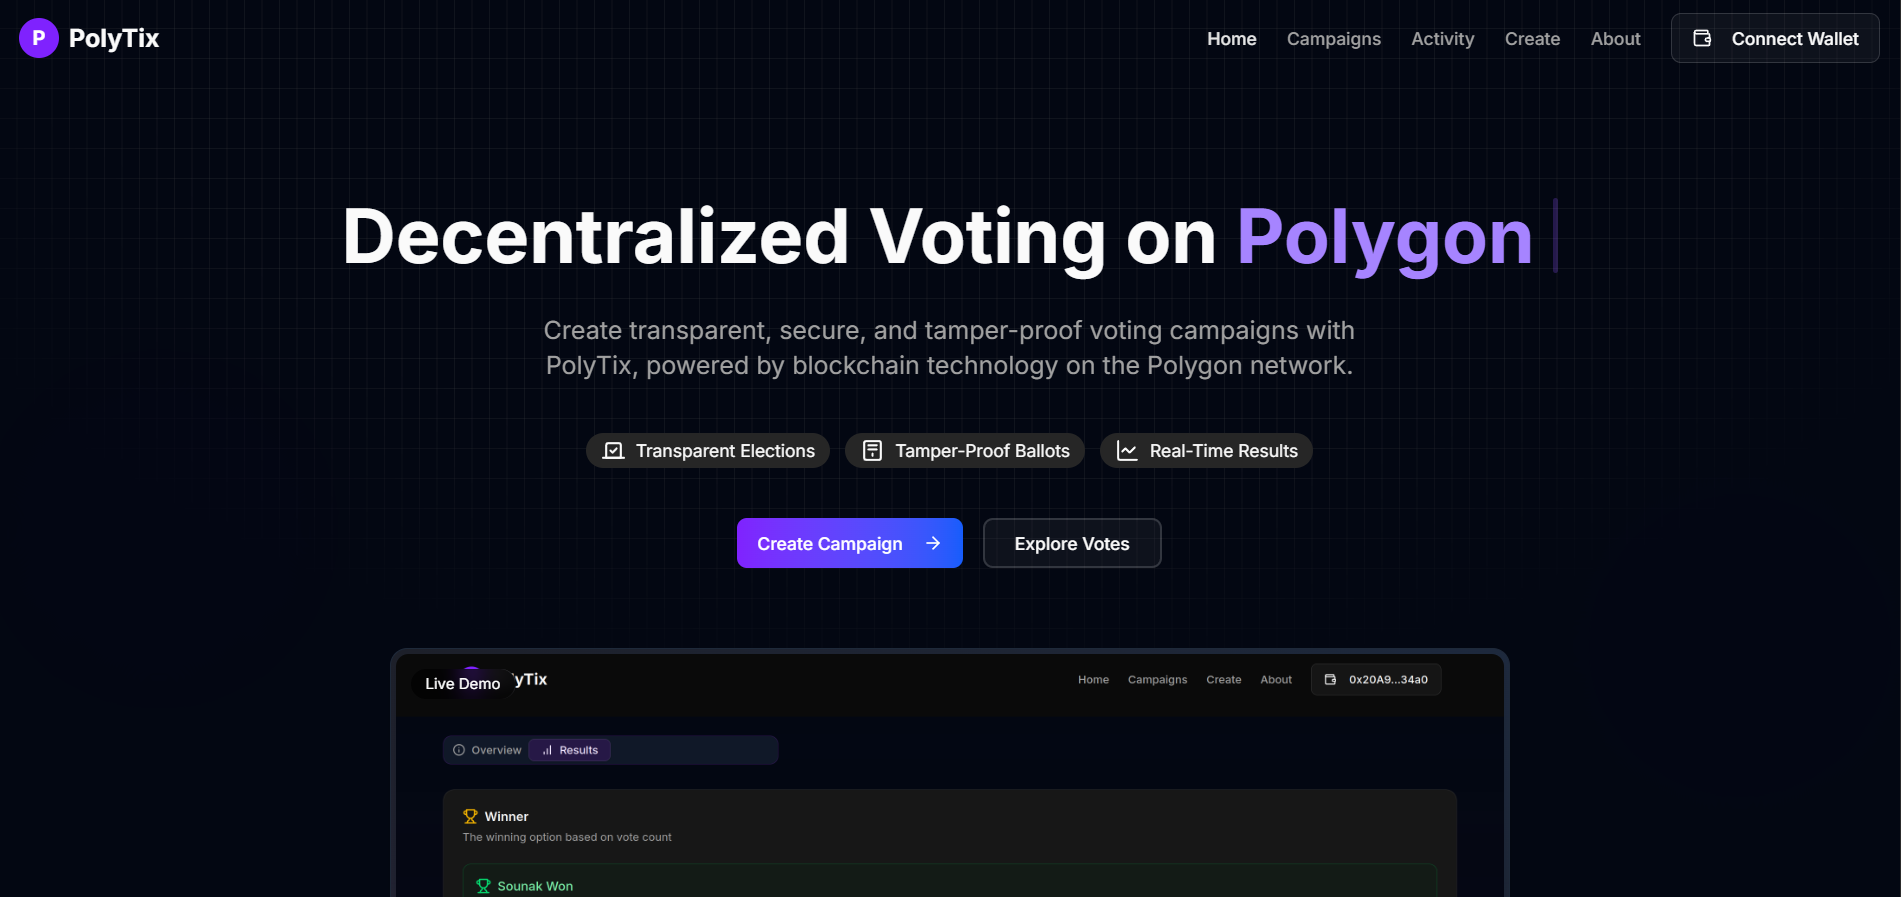 P PolyTix
Home Campaigns Activity Create About Connect Wallet
Decentralized Voting on Polygon
Create transparent, secure, and tamper-proof voting campaigns with
PolyTix, powered by blockchain technology on the Polygon network.
Transparent Elections Tamper-Proof Ballots Real-Time Results
Create Campaign Explore Votes
Live Demo yTix
Home Campaigns Create About 0x20A9...34a0
Overview Results
Winner
The winning option based on vote count
Sounak Won